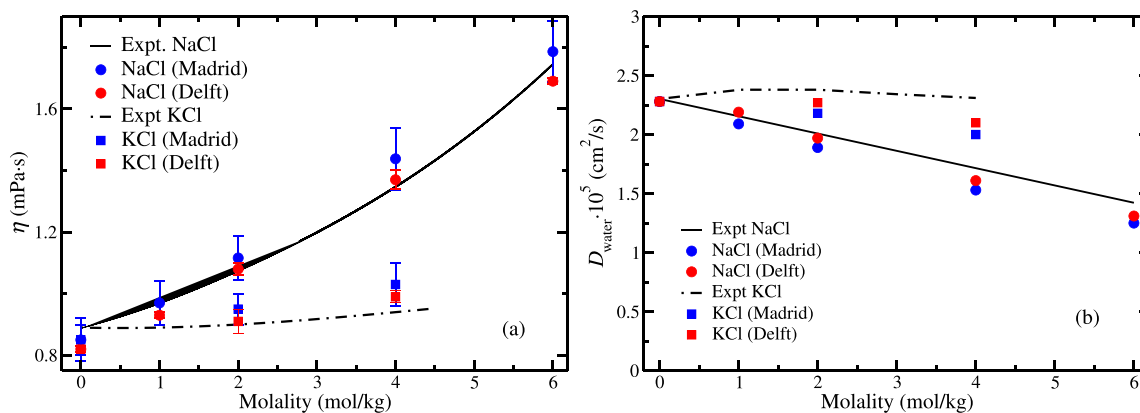 1.6
1.2
0.8
η (mPa·s)
Expt. NaCl
NaCl (Madrid)
NaCl (Delft)
Expt KCl
KCl (Madrid)
KCl (Delft)
(a)
0 1 2 3 4 5 6
Molality (mol/kg)
3
2.5
2
1.5
1
0.5
0
D_water·10^5 (cm^2/s)
Expt NaCl
NaCl (Madrid)
NaCl (Delft)
Expt KCl
KCl (Madrid)
KCl (Delft)
(b)
0 1 2 3 4 5 6
Molality (mol/kg)